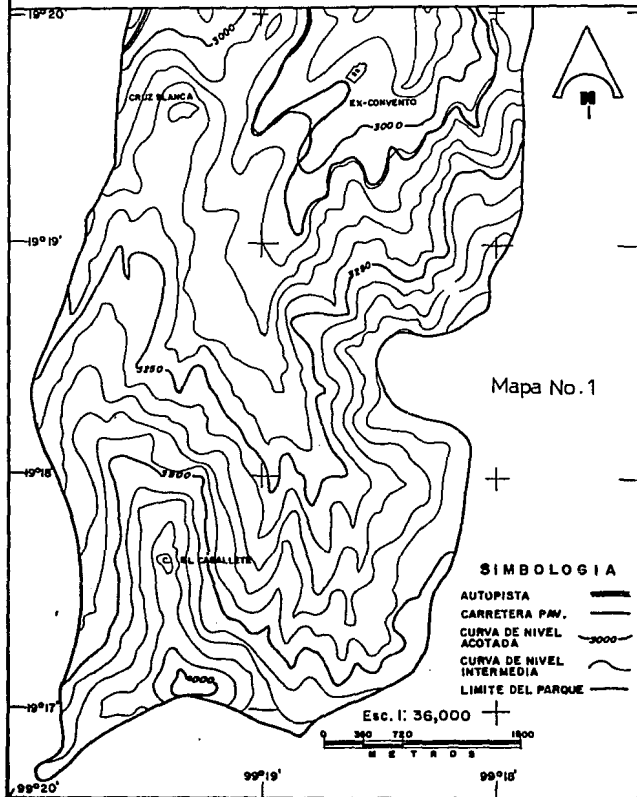 19° 20
3000
CRUZ BLANCA
EX-CONVENTO
3000
N
19° 19'
3250
3250
Mapa No. 1
19° 18'
3500
EL CABALLETE
SIMBOLOGIA
AUTOPISTA
CARRETERA PAV.
CURVA DE NIVEL
ACOTADA
3000
CURVA DE NIVEL
INTERMEDIA
LIMITE DEL PARQUE
19° 17
Esc. 1: 36,000
0 360 720 1800
METROS
99° 20'
99° 19'
99° 18'